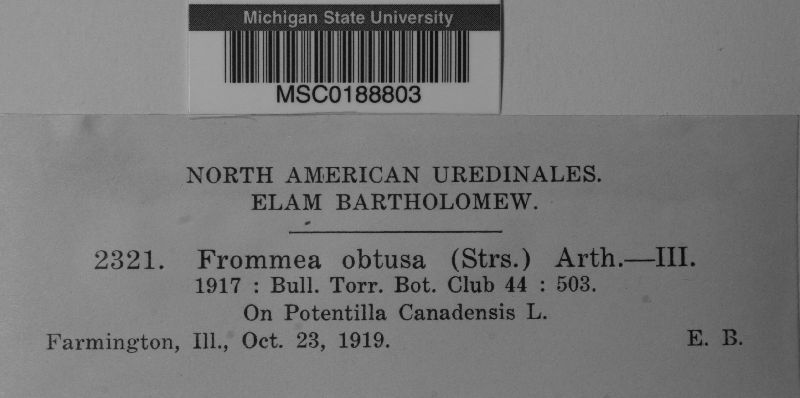 Michigan State University
MSC0188803
NORTH AMERICAN UREDINALES.
ELAM BARTHOLOMEW.
2321. Frommea obtusa (Strs.) Arth.—III.
1917 : Bull. Torr. Bot. Club 44 : 503.
On Potentilla Canadensis L.
Farmington, Ill., Oct. 23, 1919. E. B.